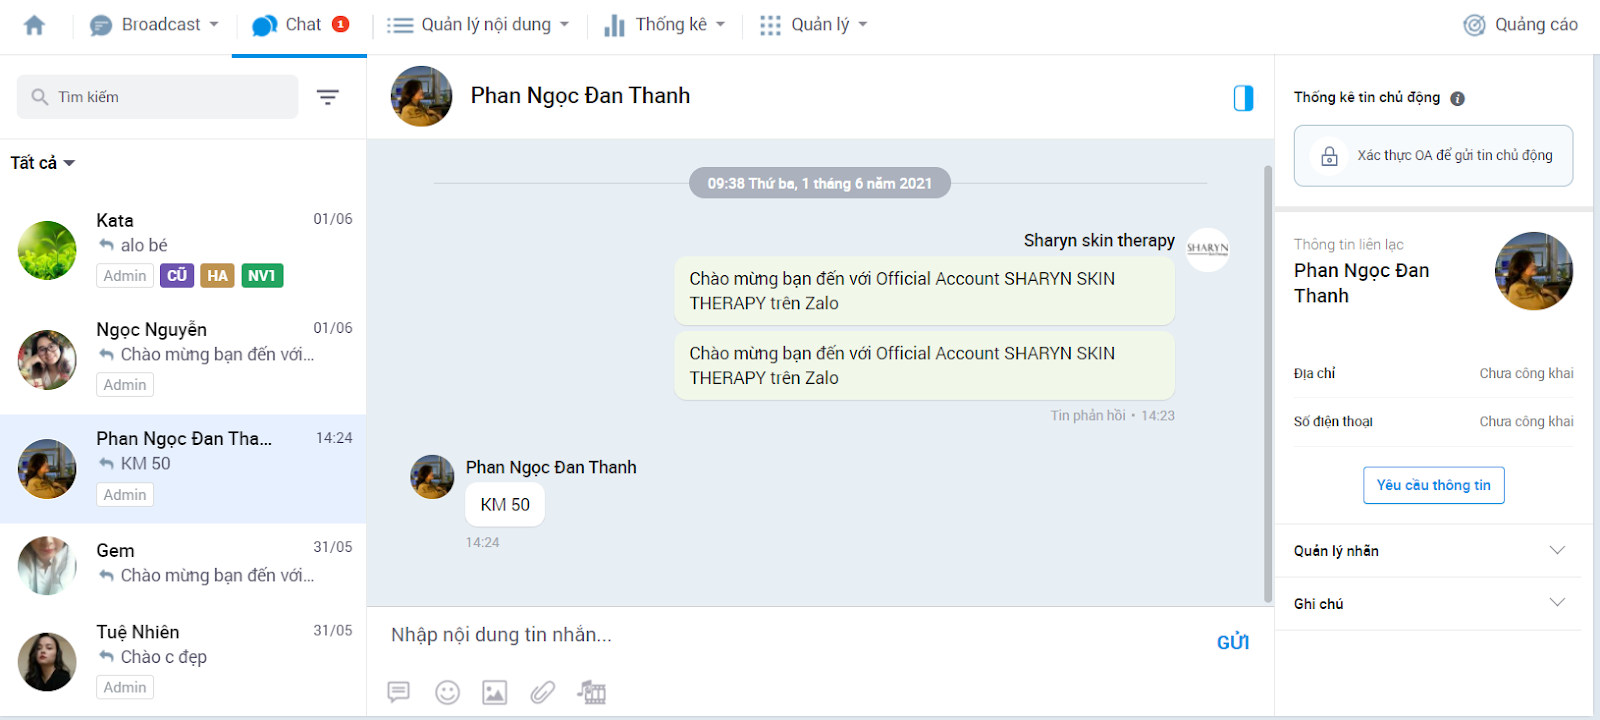 Broadcast
Chat 1
Quản lý nội dung
Thống kê
Quản lý
Quảng cáo
Tìm kiếm
Tất cả
Kata 01/06
alo bé
Admin CŨ HA NV1
Ngọc Nguyễn 01/06
Chào mừng bạn đến với...
Admin
Phan Ngọc Đan Tha... 14:24
KM 50
Admin
Gem 31/05
Chào mừng bạn đến với...
Tuệ Nhiên 31/05
Chào c đẹp
Admin
Phan Ngọc Đan Thanh
09:38 Thứ ba, 1 tháng 6 năm 2021
Sharyn skin therapy
SHARYN
Chào mừng bạn đến với Official Account SHARYN SKIN
THERAPY trên Zalo
Chào mừng bạn đến với Official Account SHARYN SKIN
THERAPY trên Zalo
Tin phản hồi • 14:23
Phan Ngọc Đan Thanh
KM 50
14:24
Nhập nội dung tin nhắn...
GỬI
Thống kê tin chủ động
Xác thực OA để gửi tin chủ động
Thông tin liên lạc
Phan Ngọc Đan
Thanh
Địa chỉ Chưa công khai
Số điện thoại Chưa công khai
Yêu cầu thông tin
Quản lý nhãn
Ghi chú